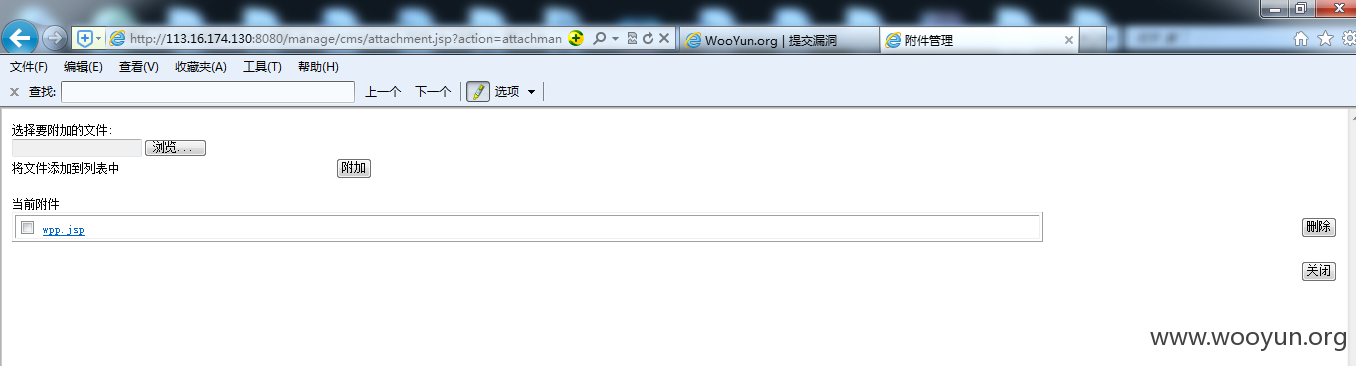 http://113.16.174.130:8080/manage/cms/attachment.jsp?action=attachman
WooYun.org | 提交漏洞
附件管理
文件(F) 编辑(E) 查看(V) 收藏夹(A) 工具(T) 帮助(H)
查找: 上一个 下一个 选项
选择要附加的文件:
浏览...
将文件添加到列表中 附加
当前附件
wpp.jsp 删除
关闭
www.wooyun.org